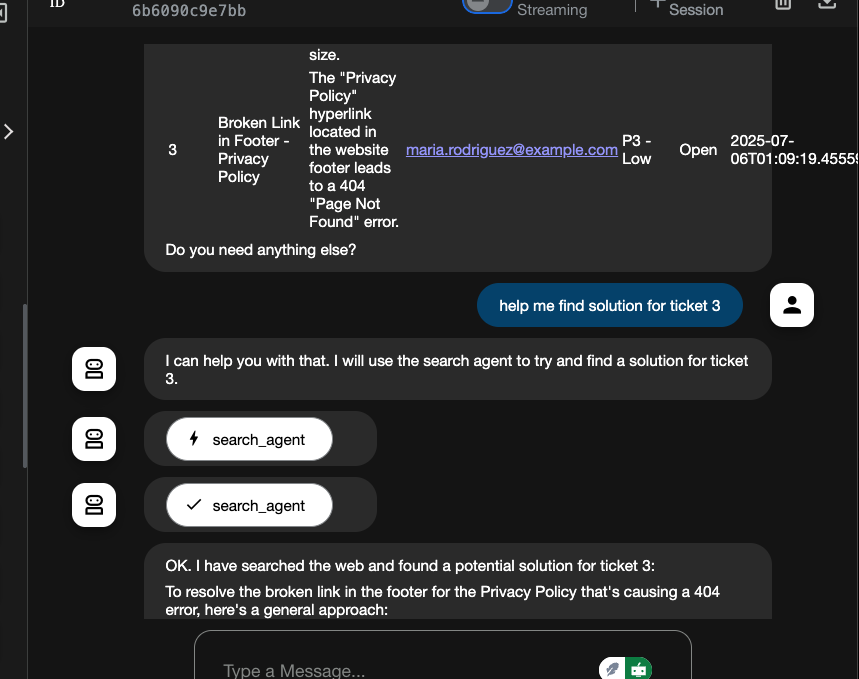 ID
6b6090c9e7bb
Streaming
Session
size.
3
Broken Link
in Footer -
Privacy
Policy
The "Privacy
Policy"
hyperlink
located in
the website
footer leads
to a 404
"Page Not
Found" error.
maria.rodriguez@example.com
P3 -
Low
Open
2025-07-
06T01:09:19.45559
Do you need anything else?
help me find solution for ticket 3
I can help you with that. I will use the search agent to try and find a solution for ticket
3.
search_agent
search_agent
OK. I have searched the web and found a potential solution for ticket 3:
To resolve the broken link in the footer for the Privacy Policy that's causing a 404
error, here's a general approach:
Type a Message...